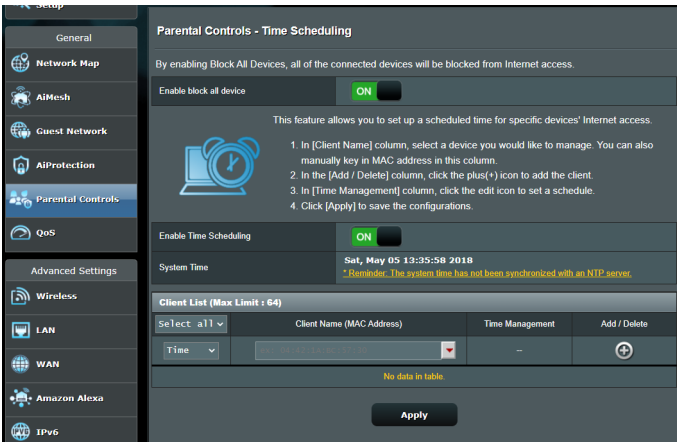 Setup
General
Network Map
AiMesh
Guest Network
AiProtection
Parental Controls
QoS
Advanced Settings
Wireless
LAN
WAN
Amazon Alexa
IPv6
Parental Controls - Time Scheduling
By enabling Block All Devices, all of the connected devices will be blocked from Internet access.
Enable block all device
ON
This feature allows you to set up a scheduled time for specific devices' Internet access.
1. In [Client Name] column, select a device you would like to manage. You can also
manually key in MAC address in this column.
2. In the [Add / Delete] column, click the plus(+) icon to add the client.
3. In [Time Management] column, click the edit icon to set a schedule.
4. Click [Apply] to save the configurations.
Enable Time Scheduling
ON
System Time
Sat, May 05 13:35:58 2018
* Reminder: The system time has not been synchronized with an NTP server.
Client List (Max Limit : 64)
Select all
Client Name (MAC Address)
Time Management
Add / Delete
Time
--
No data in table.
Apply